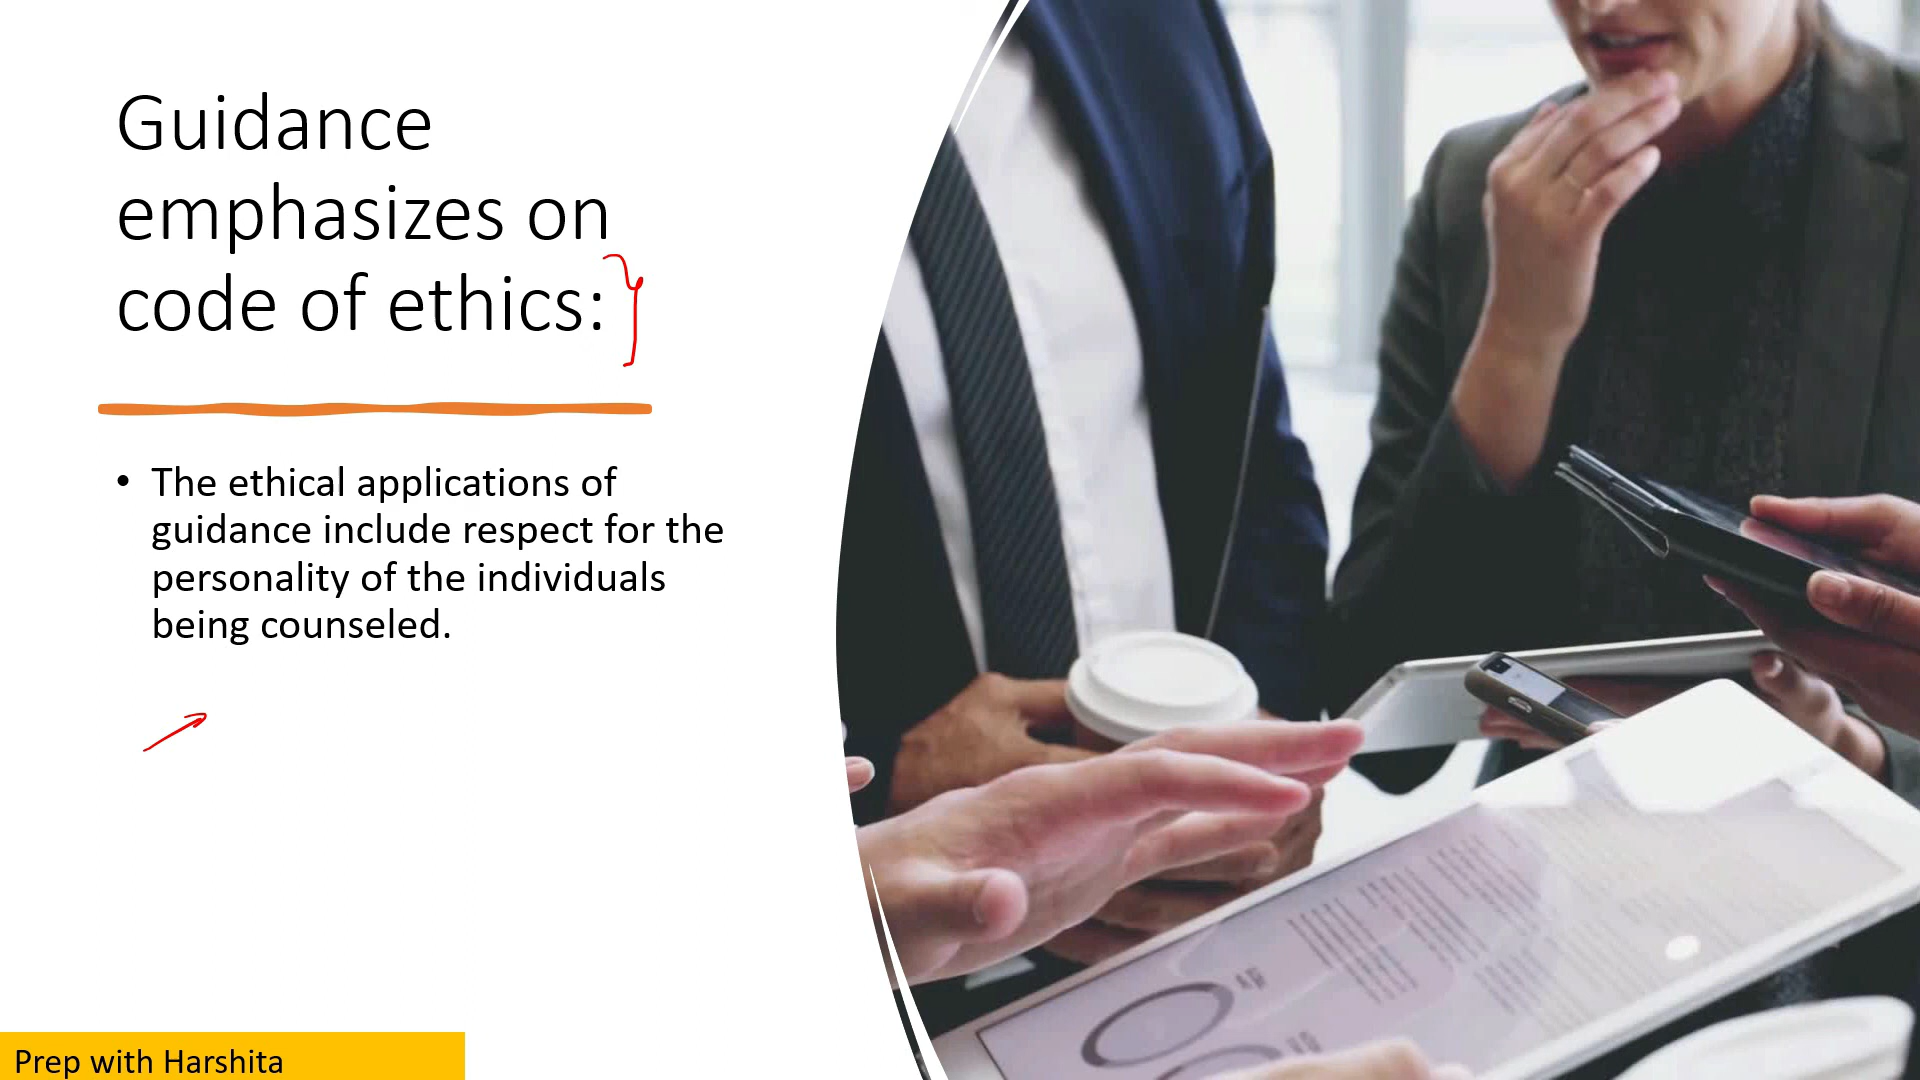 Guidance
emphasizes on
code of ethics:
• The ethical applications of
guidance include respect for the
personality of the individuals
being counseled.
Prep with Harshita